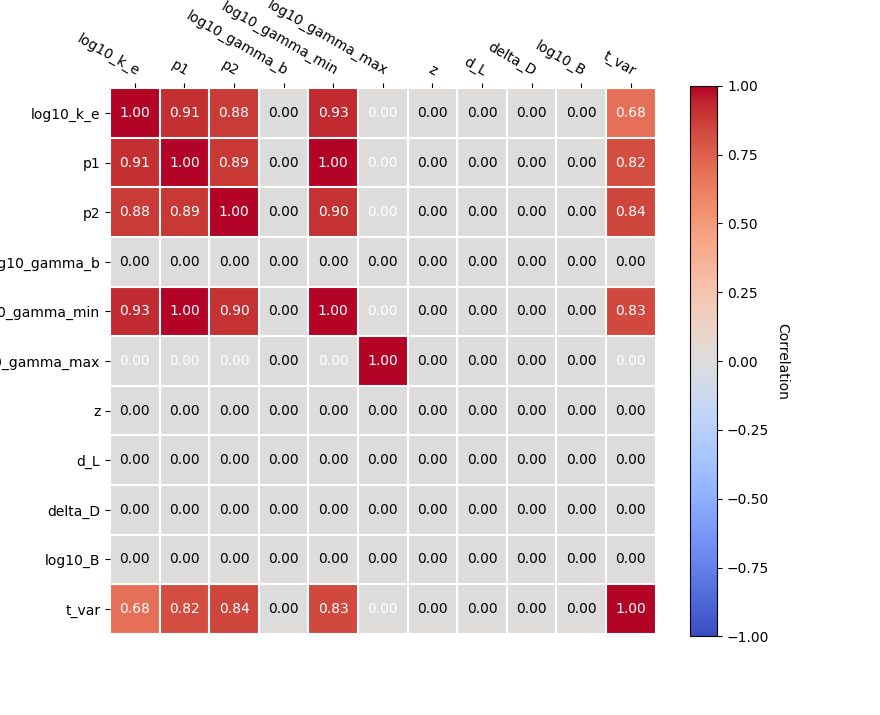 log10_k_e p1 p2 log10_gamma_b log10_gamma_min log10_gamma_max z d_L delta_D log10_B t_var
log10_k_e 1.00 0.91 0.88 0.00 0.93 0.00 0.00 0.00 0.00 0.00 0.68
p1 0.91 1.00 0.89 0.00 1.00 0.00 0.00 0.00 0.00 0.00 0.82
p2 0.88 0.89 1.00 0.00 0.90 0.00 0.00 0.00 0.00 0.00 0.84
g10_gamma_b 0.00 0.00 0.00 0.00 0.00 0.00 0.00 0.00 0.00 0.00 0.00
0_gamma_min 0.93 1.00 0.90 0.00 1.00 0.00 0.00 0.00 0.00 0.00 0.83
0_gamma_max 0.00 0.00 0.00 0.00 0.00 1.00 0.00 0.00 0.00 0.00 0.00
z 0.00 0.00 0.00 0.00 0.00 0.00 0.00 0.00 0.00 0.00 0.00
d_L 0.00 0.00 0.00 0.00 0.00 0.00 0.00 0.00 0.00 0.00 0.00
delta_D 0.00 0.00 0.00 0.00 0.00 0.00 0.00 0.00 0.00 0.00 0.00
log10_B 0.00 0.00 0.00 0.00 0.00 0.00 0.00 0.00 0.00 0.00 0.00
t_var 0.68 0.82 0.84 0.00 0.83 0.00 0.00 0.00 0.00 0.00 1.00
1.00
0.75
0.50
0.25
0.00
−0.25
−0.50
−0.75
−1.00
Correlation